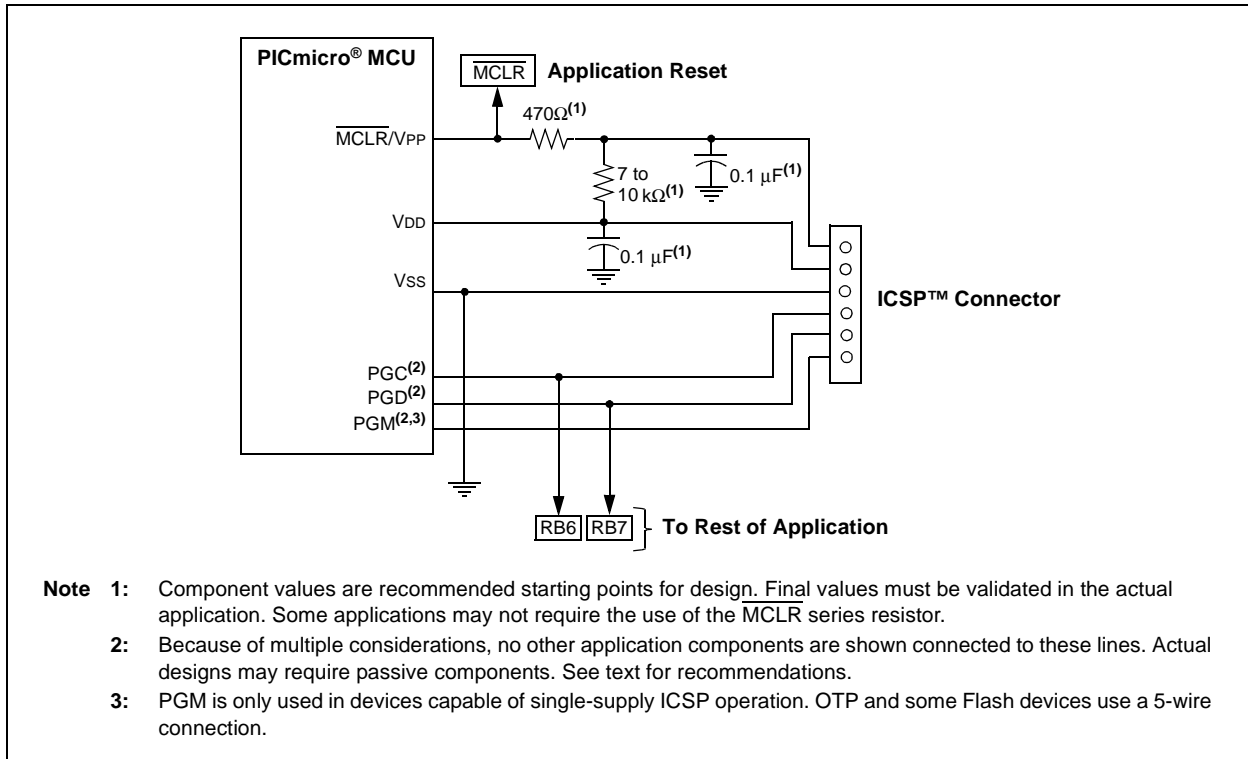 PICmicro® MCU
MCLR Application Reset
470Ω(1)
MCLR/VPP
7 to
10 kΩ(1)
0.1 μF(1)
VDD
0.1 μF(1)
VSS
ICSP™ Connector
PGC(2)
PGD(2)
PGM(2,3)
RB6 RB7 To Rest of Application
Note 1: Component values are recommended starting points for design. Final values must be validated in the actual
application. Some applications may not require the use of the MCLR series resistor.
2: Because of multiple considerations, no other application components are shown connected to these lines. Actual
designs may require passive components. See text for recommendations.
3: PGM is only used in devices capable of single-supply ICSP operation. OTP and some Flash devices use a 5-wire
connection.